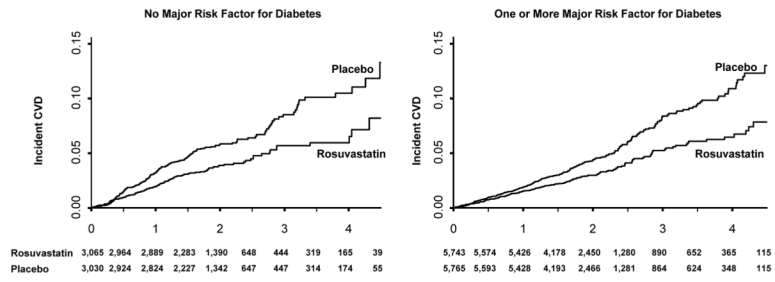 No Major Risk Factor for Diabetes
One or More Major Risk Factor for Diabetes
Incident CVD
0.00 0.05 0.10 0.15
Placebo
Rosuvastatin
0 1 2 3 4
Incident CVD
0.00 0.05 0.10 0.15
Placebo
Rosuvastatin
0 1 2 3 4
Rosuvastatin 3,065 2,964 2,889 2,283 1,390 648 444 319 165 39 5,743 5,574 5,426 4,178 2,450 1,280 890 652 365 115
Placebo 3,030 2,924 2,824 2,227 1,342 647 447 314 174 55 5,765 5,593 5,428 4,193 2,466 1,281 864 624 348 115